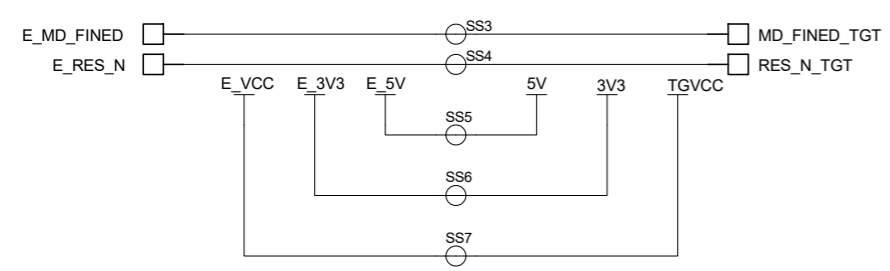 E_MD_FINED SS3 MD_FINED_TGT
E_RES_N SS4 RES_N_TGT
E_VCC E_3V3 E_5V 5V 3V3 TGVCC
SS5
SS6
SS7